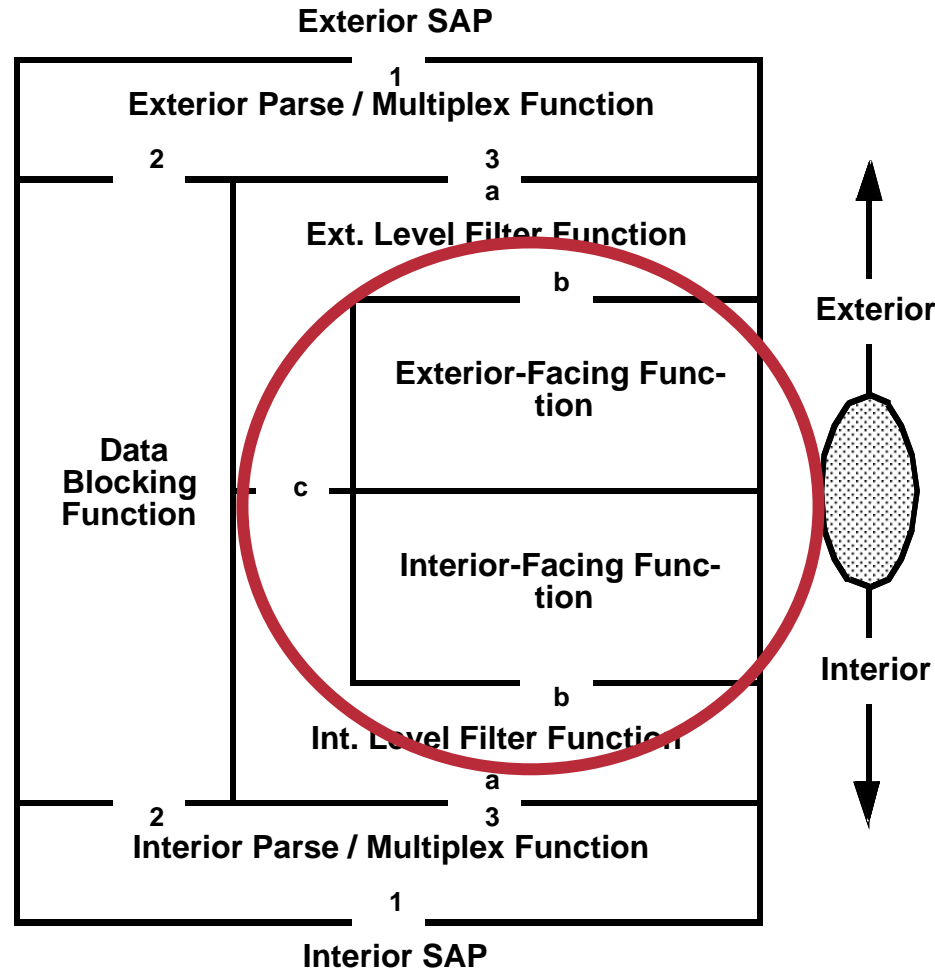 Exterior SAP
1
Exterior Parse / Multiplex Function
2 3
a
Ext. Level Filter Function
b
Exterior
Exterior-Facing Func-
tion
Data
Blocking
Function
c
Interior-Facing Func-
tion
Interior
b
Int. Level Filter Function
a
2 3
Interior Parse / Multiplex Function
1
Interior SAP